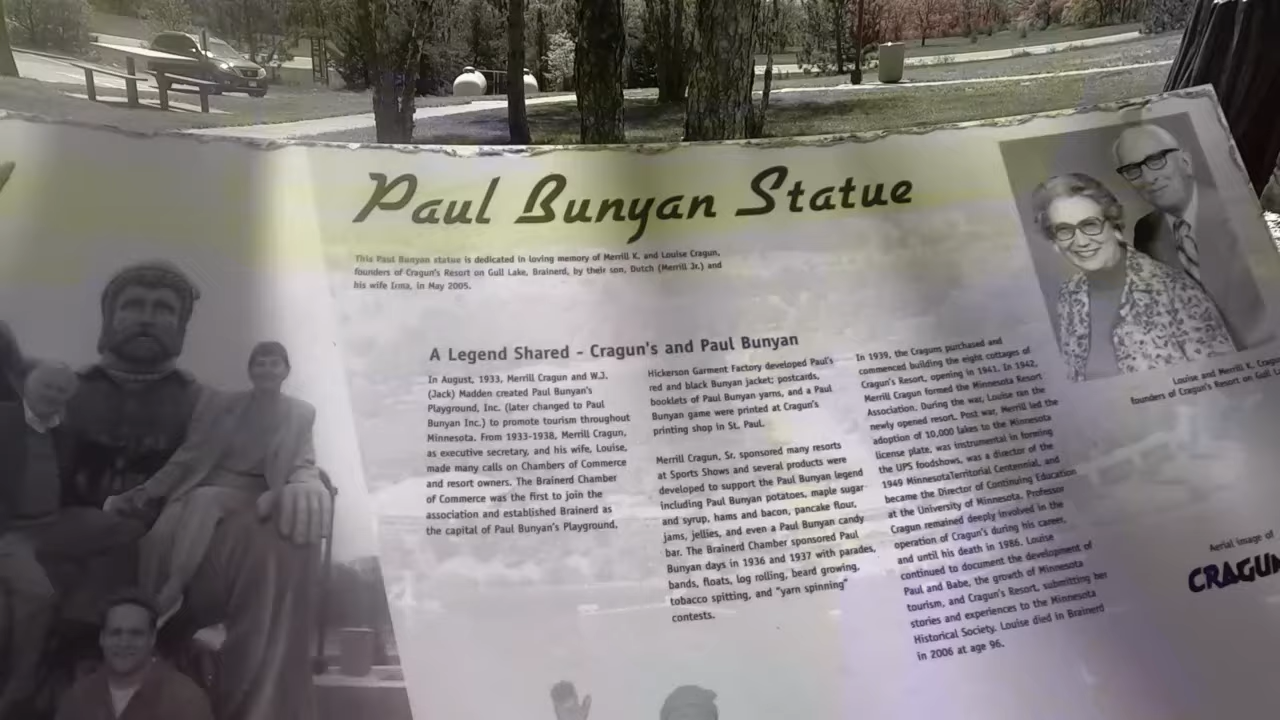 Paul Bunyan Statue
This Paul Bunyan statue is dedicated in loving memory of Merrill K. and Louise Cragun,
founders of Cragun's Resort on Gull Lake, Brainerd, by their son, Dutch (Merrill Jr.) and
his wife Irma, in May 2005.
A Legend Shared - Cragun's and Paul Bunyan
In August, 1933, Merrill Cragun and W.J.
(Jack) Madden created Paul Bunyan's
Playground, Inc. (later changed to Paul
Bunyan Inc.) to promote tourism throughout
Minnesota. From 1933-1938, Merrill Cragun,
as executive secretary, and his wife, Louise,
made many calls on Chambers of Commerce
and resort owners. The Brainerd Chamber
of Commerce was the first to join the
association and established Brainerd as
the capital of Paul Bunyan's Playground.
Hickerson Garment Factory developed Paul's
red and black Bunyan jacket; postcards,
booklets of Paul Bunyan yarns, and a Paul
Bunyan game were printed at Cragun's
printing shop in St. Paul.
Merrill Cragun, Sr. sponsored many resorts
at Sports Shows and several products were
developed to support the Paul Bunyan legend
including Paul Bunyan potatoes, maple sugar
and syrup, hams and bacon, pancake flour,
jams, jellies, and even a Paul Bunyan candy
bar. The Brainerd Chamber sponsored Paul
Bunyan days in 1936 and 1937 with parades,
bands, floats, log rolling, beard growing,
tobacco spitting, and "yarn spinning"
contests.
In 1939, the Craguns purchased and
commenced building the eight cottages of
Cragun's Resort, opening in 1941. In 1942,
Merrill Cragun formed the Minnesota Resort
Association. During the war, Louise ran the
newly opened resort. Post war, Merrill led the
adoption of 10,000 lakes to the Minnesota
license plate, was instrumental in forming
the UPS foodshows, was a director of the
1949 MinnesotaTerritorial Centennial, and
became the Director of Continuing Education
at the University of Minnesota. Professor
Cragun remained deeply involved in the
operation of Cragun's during his career,
and until his death in 1986. Louise
continued to document the development of
Paul and Babe, the growth of Minnesota
tourism, and Cragun's Resort, submitting her
stories and experiences to the Minnesota
Historical Society. Louise died in Brainerd
in 2006 at age 96.
Louise and Merrill K. Crag
founders of Cragun's Resort on Gull L
Aerial image of
CRAGUN